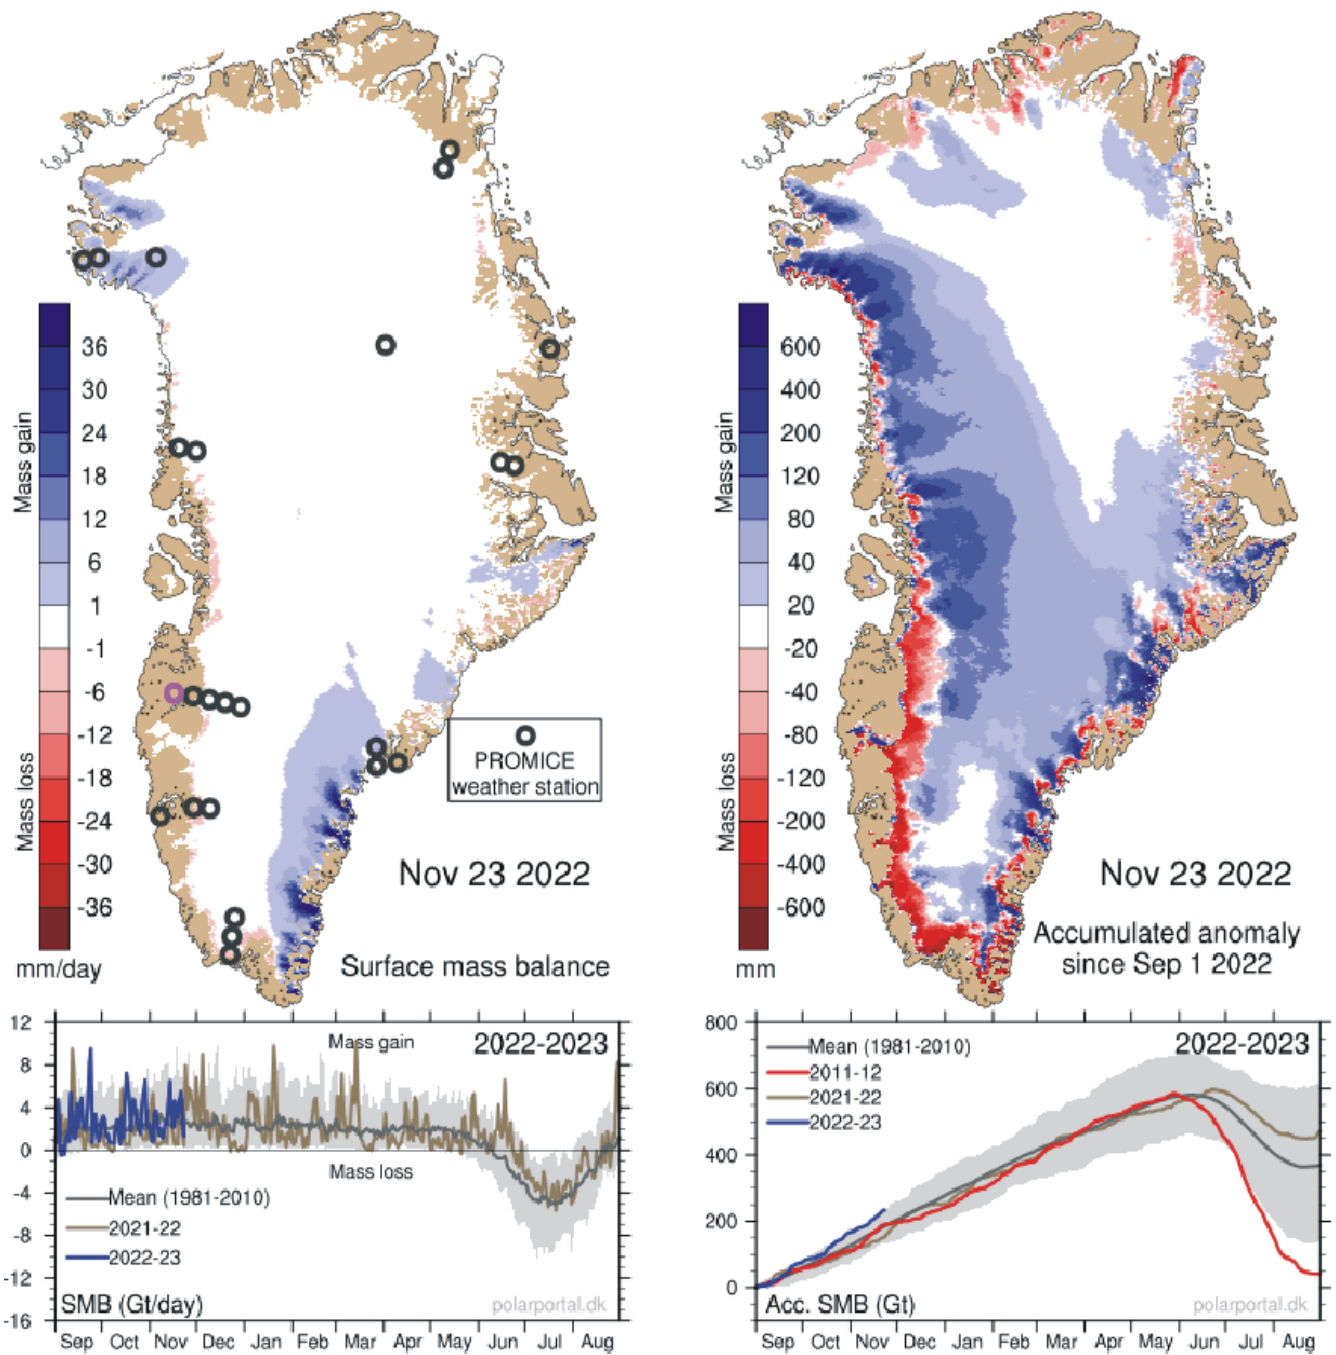 Mass gain
Mass loss
36
30
24
18
12
6
1
-1
-6
-12
-18
-24
-30
-36
mm/day
PROMICE
weather station
Nov 23 2022
Surface mass balance
Mass gain
Mass loss
600
400
200
120
80
40
20
-20
-40
-80
-120
-200
-400
-600
mm
Nov 23 2022
Accumulated anomaly
since Sep 1 2022
12
8
4
0
-4
-8
-12
-16
Mass gain
2022-2023
Mass loss
Mean (1981-2010)
2021-22
2022-23
SMB (Gt/day)
polarportal.dk
Sep Oct Nov Dec Jan Feb Mar Apr May Jun Jul Aug
800
600
400
200
0
Mean (1981-2010)
2022-2023
2011-12
2021-22
2022-23
Acc. SMB (Gt)
polarportal.dk
Sep Oct Nov Dec Jan Feb Mar Apr May Jun Jul Aug